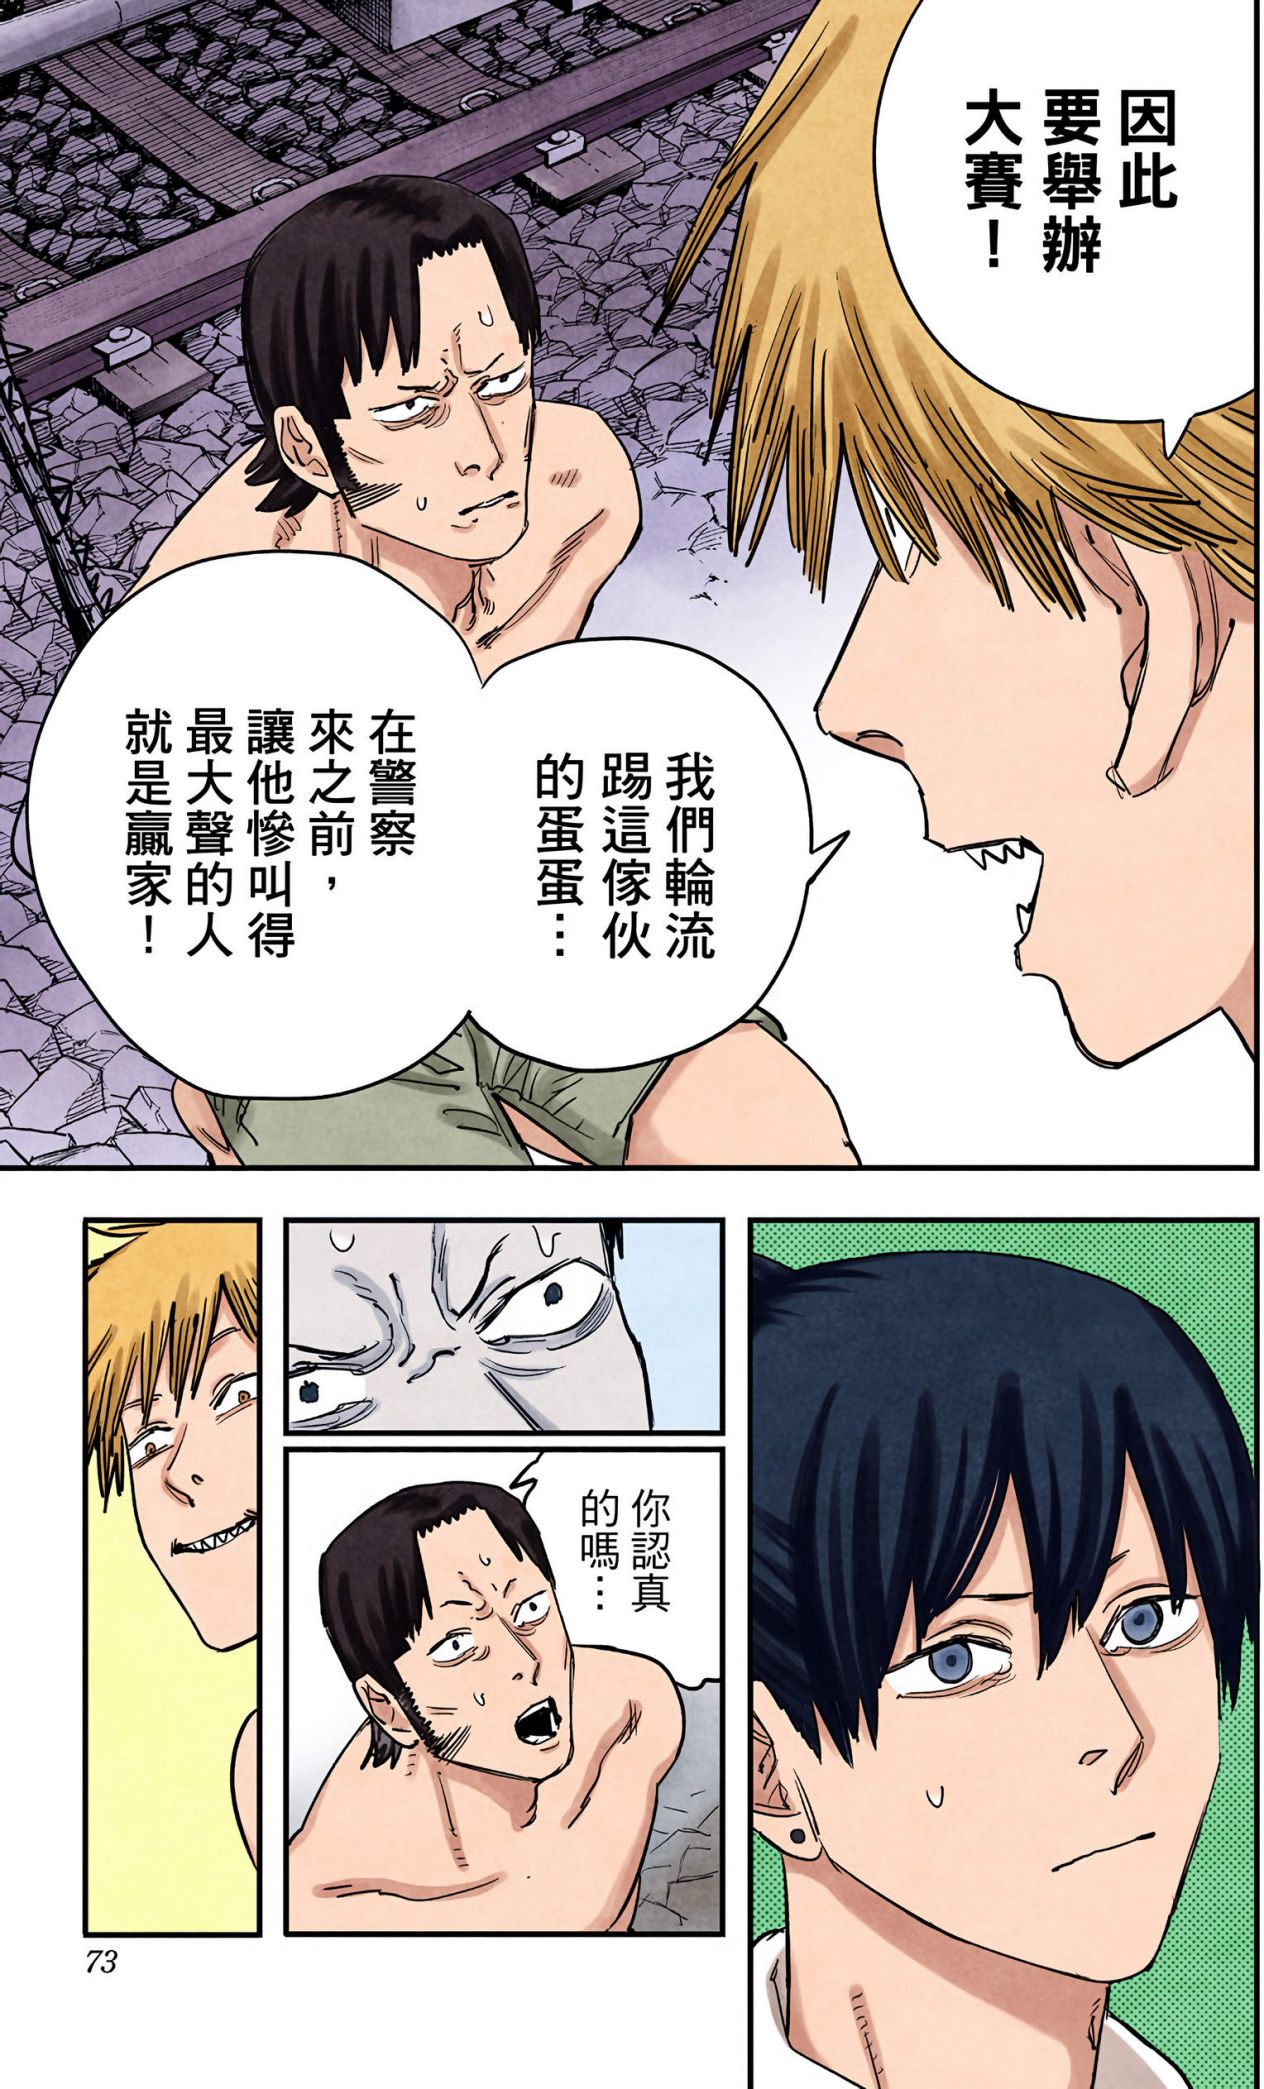 因此
要舉辦
大賽！
我們輪流
踢這傢伙
的蛋蛋…
在警察
來之前，
讓他慘叫得
最大聲的人
就是贏家！
你認真
的嗎…
73